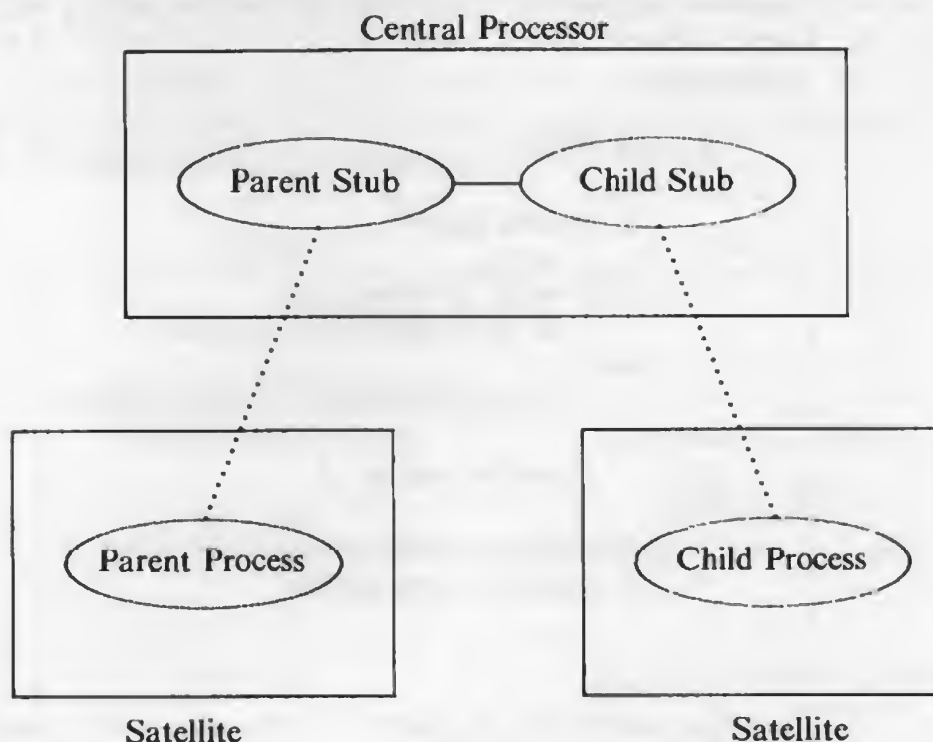 Central Processor
Parent Stub
Child Stub
Parent Process
Child Process
Satellite
Satellite